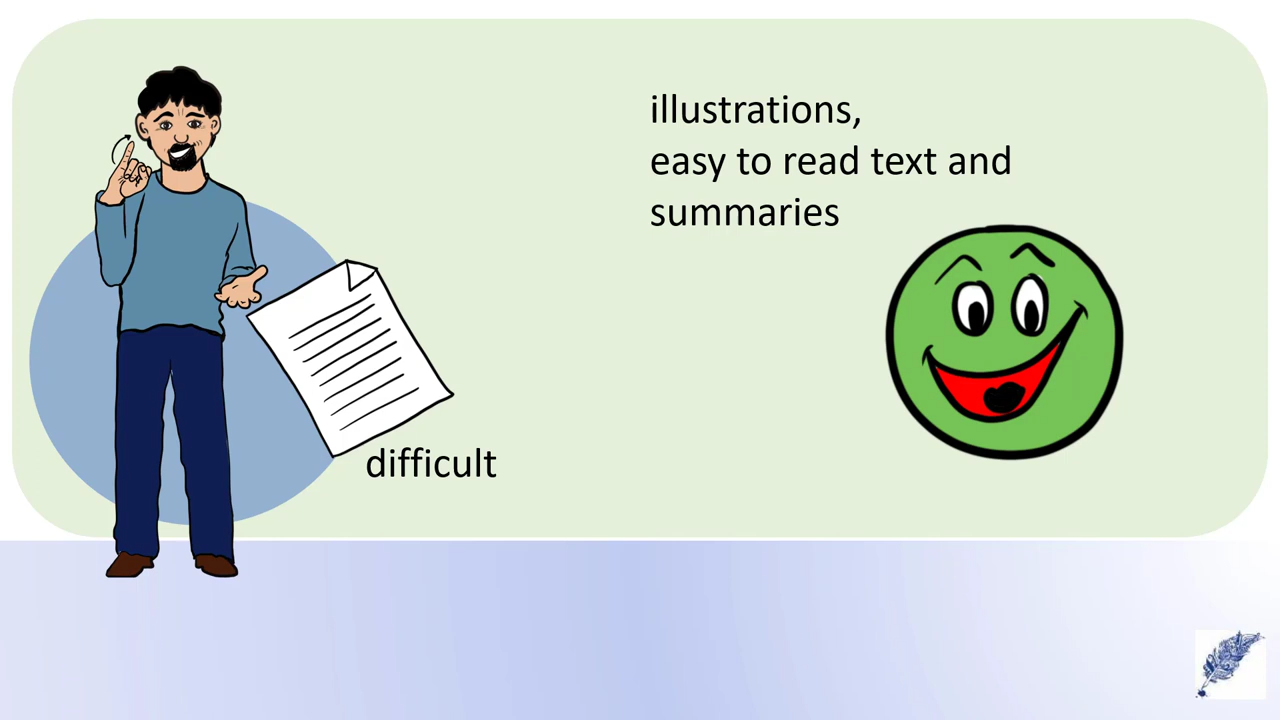 illustrations,
easy to read text and
summaries
difficult